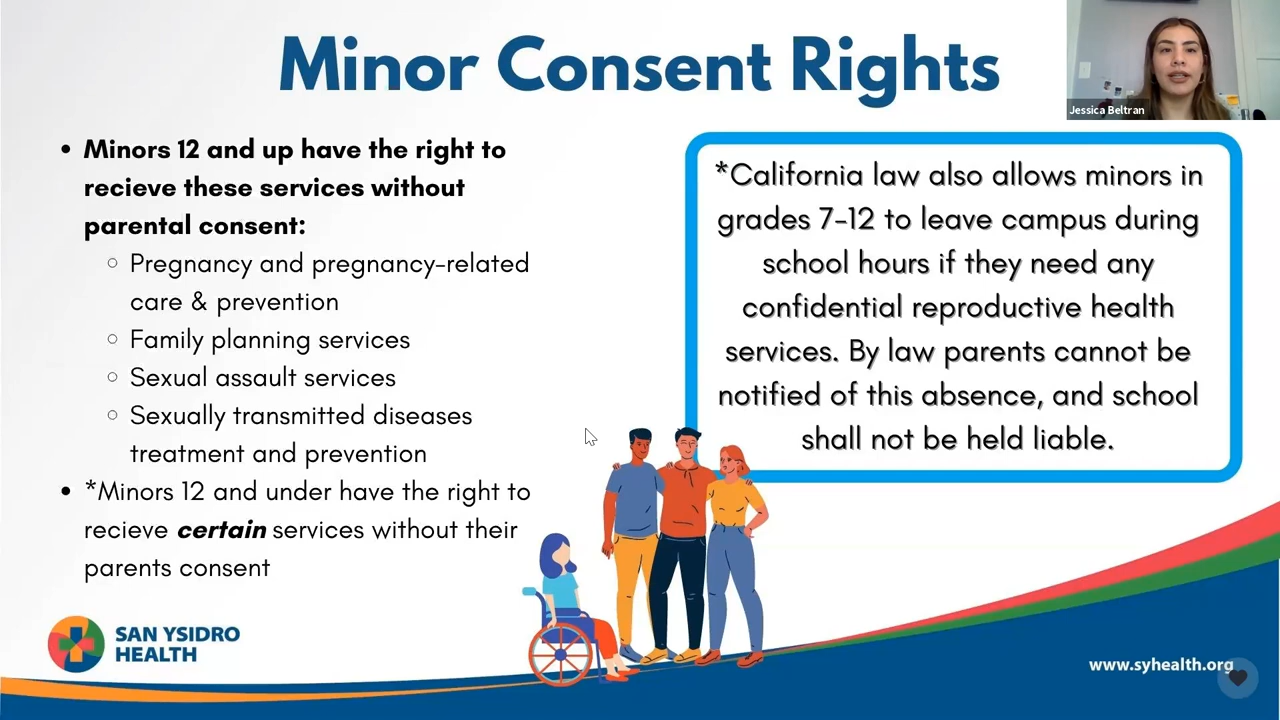 Minor Consent Rights
Jessica Beltran
• Minors 12 and up have the right to
recieve these services without
parental consent:
○ Pregnancy and pregnancy-related
care & prevention
○ Family planning services
○ Sexual assault services
○ Sexually transmitted diseases
treatment and prevention
• *Minors 12 and under have the right to
recieve certain services without their
parents consent
*California law also allows minors in
grades 7-12 to leave campus during
school hours if they need any
confidential reproductive health
services. By law parents cannot be
notified of this absence, and school
shall not be held liable.
SAN YSIDRO
HEALTH
www.syhealth.org